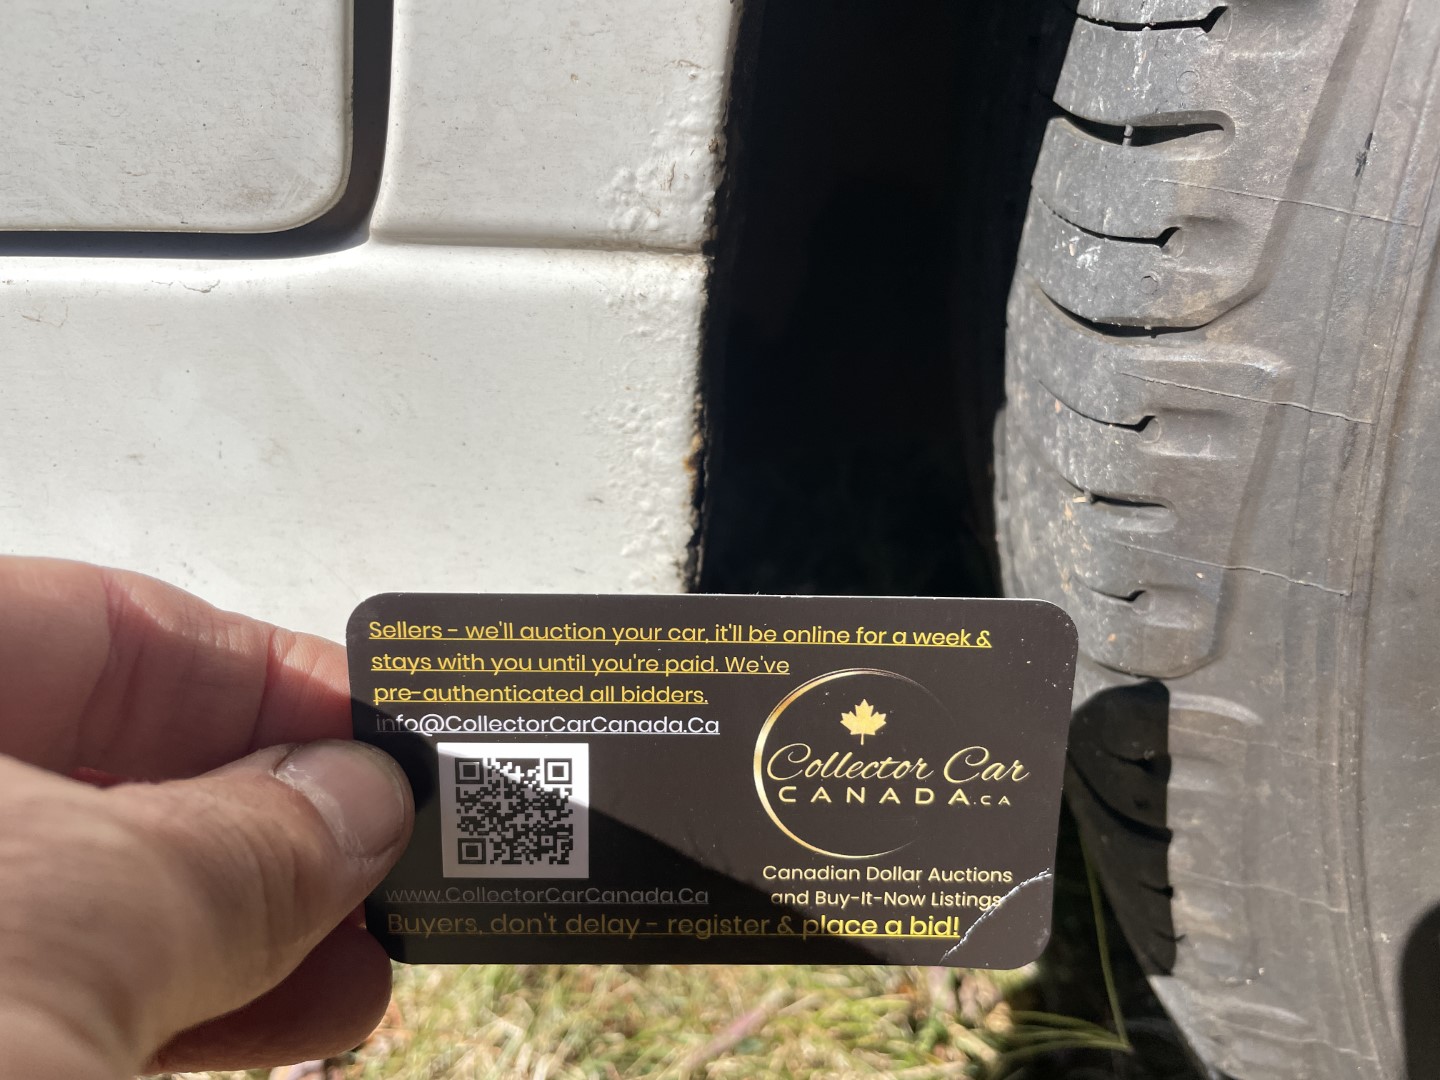 Sellers - we'll auction your car, it'll be online for a week &
stays with you until you're paid. We've
pre-authenticated all bidders.
info@CollectorCarCanada.Ca
Collector Car
CANADA.CA
Canadian Dollar Auctions
and Buy-It-Now Listings
www.CollectorCarCanada.Ca
Buyers, don't delay - register & place a bid!